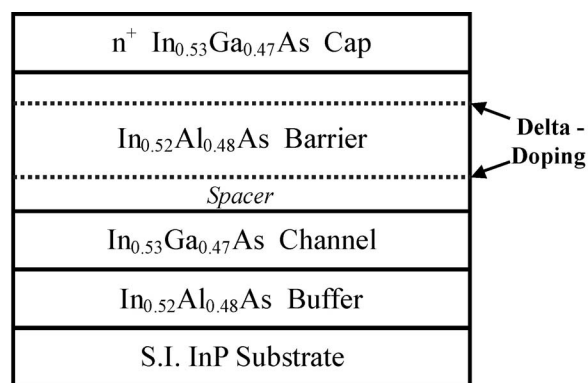 n⁺ In₀.₅₃Ga₀.₄₇As Cap
Delta -
Doping
In₀.₅₂Al₀.₄₈As Barrier
Spacer
In₀.₅₃Ga₀.₄₇As Channel
In₀.₅₂Al₀.₄₈As Buffer
S.I. InP Substrate